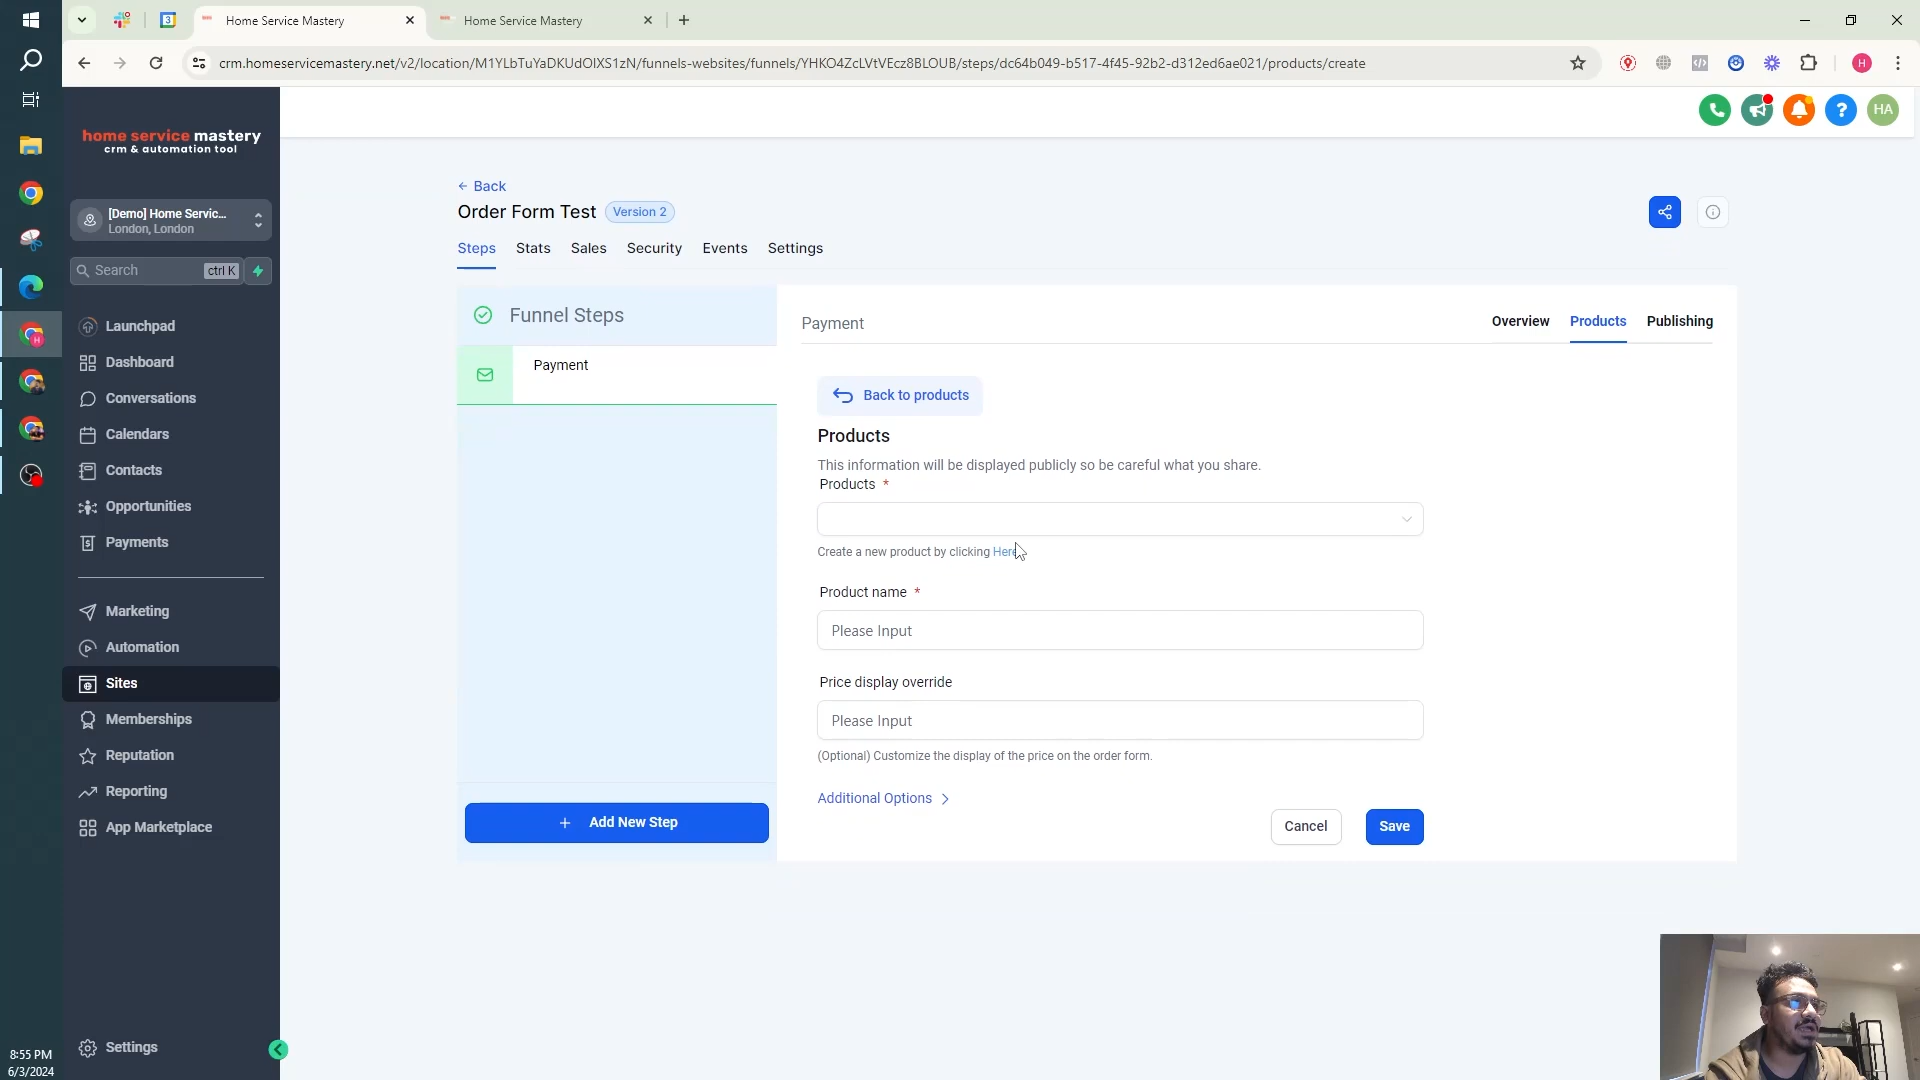 Home Service Mastery
Home Service Mastery
crm.homeservicemastery.net/v2/location/M1YLbTuYaDKUdOIXS1zN/funnels-websites/funnels/YHKO4ZcLVtVEcz8BLOUB/steps/dc64b049-b517-4f45-92b2-d312ed6ae021/products/create
H
HA
home service mastery
crm & automation tool
[Demo] Home Servic...
London, London
Search
ctrl K
Launchpad
Dashboard
Conversations
Calendars
Contacts
Opportunities
Payments
Marketing
Automation
Sites
Memberships
Reputation
Reporting
App Marketplace
Settings
Back
Order Form Test
Version 2
Steps
Stats
Sales
Security
Events
Settings
Funnel Steps
Payment
Add New Step
Payment
Overview
Products
Publishing
Back to products
Products
This information will be displayed publicly so be careful what you share.
Products *
Create a new product by clicking Here
Product name *
Please Input
Price display override
Please Input
(Optional) Customize the display of the price on the order form.
Additional Options
Cancel
Save
8:55 PM
6/3/2024